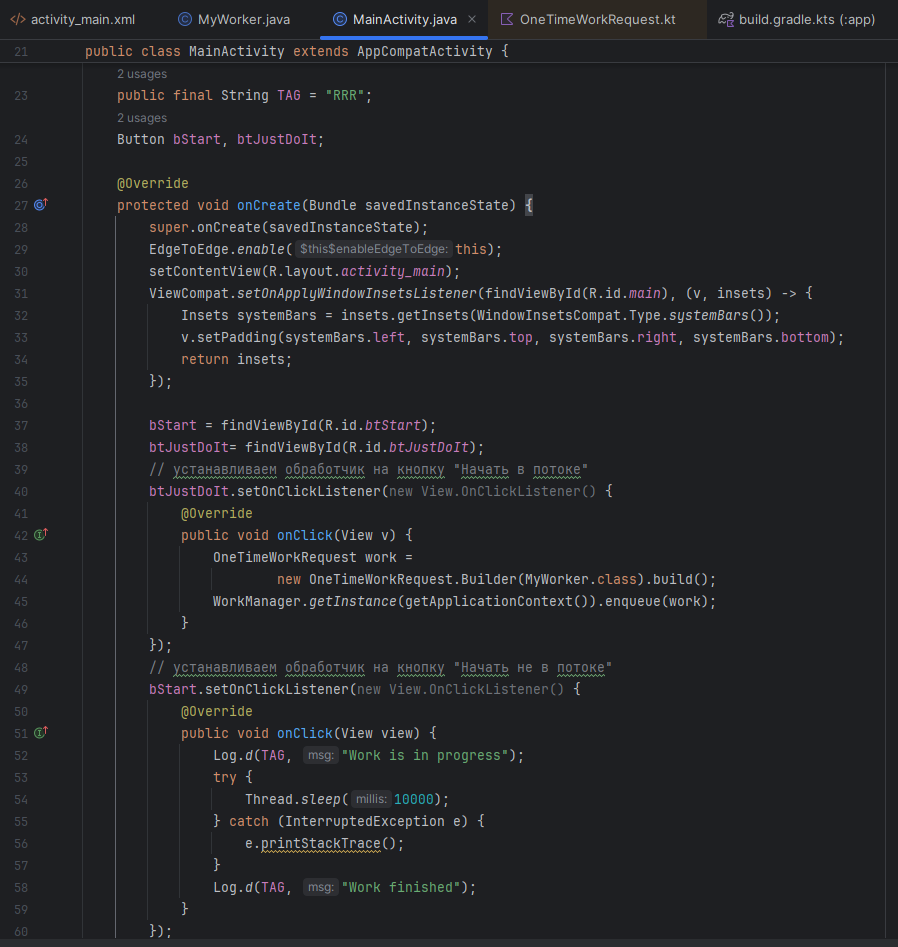 activity_main.xml MyWorker.java MainActivity.java OneTimeWorkRequest.kt build.gradle.kts (:app)
21 public class MainActivity extends AppCompatActivity {
2 usages
23 public final String TAG = "RRR";
2 usages
24 Button bStart, btJustDoIt;
25
26 @Override
27 protected void onCreate(Bundle savedInstanceState) {
28 super.onCreate(savedInstanceState);
29 EdgeToEdge.enable( $this$enableEdgeToEdge: this);
30 setContentView(R.layout.activity_main);
31 ViewCompat.setOnApplyWindowInsetsListener(findViewById(R.id.main), (v, insets) -> {
32 Insets systemBars = insets.getInsets(WindowInsetsCompat.Type.systemBars());
33 v.setPadding(systemBars.left, systemBars.top, systemBars.right, systemBars.bottom);
34 return insets;
35 });
36
37 bStart = findViewById(R.id.btStart);
38 btJustDoIt= findViewById(R.id.btJustDoIt);
39 // устанавливаем обработчик на кнопку "Начать в потоке"
40 btJustDoIt.setOnClickListener(new View.OnClickListener() {
41 @Override
42 public void onClick(View v) {
43 OneTimeWorkRequest work =
44 new OneTimeWorkRequest.Builder(MyWorker.class).build();
45 WorkManager.getInstance(getApplicationContext()).enqueue(work);
46 }
47 });
48 // устанавливаем обработчик на кнопку "Начать не в потоке"
49 bStart.setOnClickListener(new View.OnClickListener() {
50 @Override
51 public void onClick(View view) {
52 Log.d(TAG, msg: "Work is in progress");
53 try {
54 Thread.sleep( millis: 10000);
55 } catch (InterruptedException e) {
56 e.printStackTrace();
57 }
58 Log.d(TAG, msg: "Work finished");
59 }
60 });